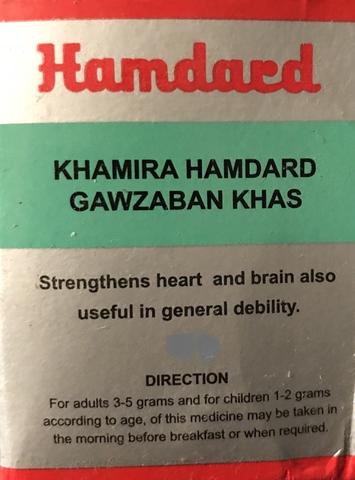 Hamdard
KHAMIRA HAMDARD
GAWZABAN KHAS
Strengthens heart and brain also
useful in general debility.
DIRECTION
For adults 3-5 grams and for children 1-2 grams
according to age, of this medicine may be taken in
the morning before breakfast or when required.